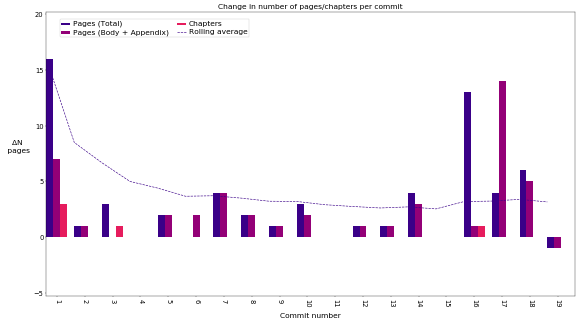 Change in number of pages/chapters per commit
Pages (Total)
Pages (Body + Appendix)
Chapters
Rolling average
20
15
10
5
0
−5
ΔN
pages
1 2 3 4 5 6 7 8 9 10 11 12 13 14 15 16 17 18 19
Commit number